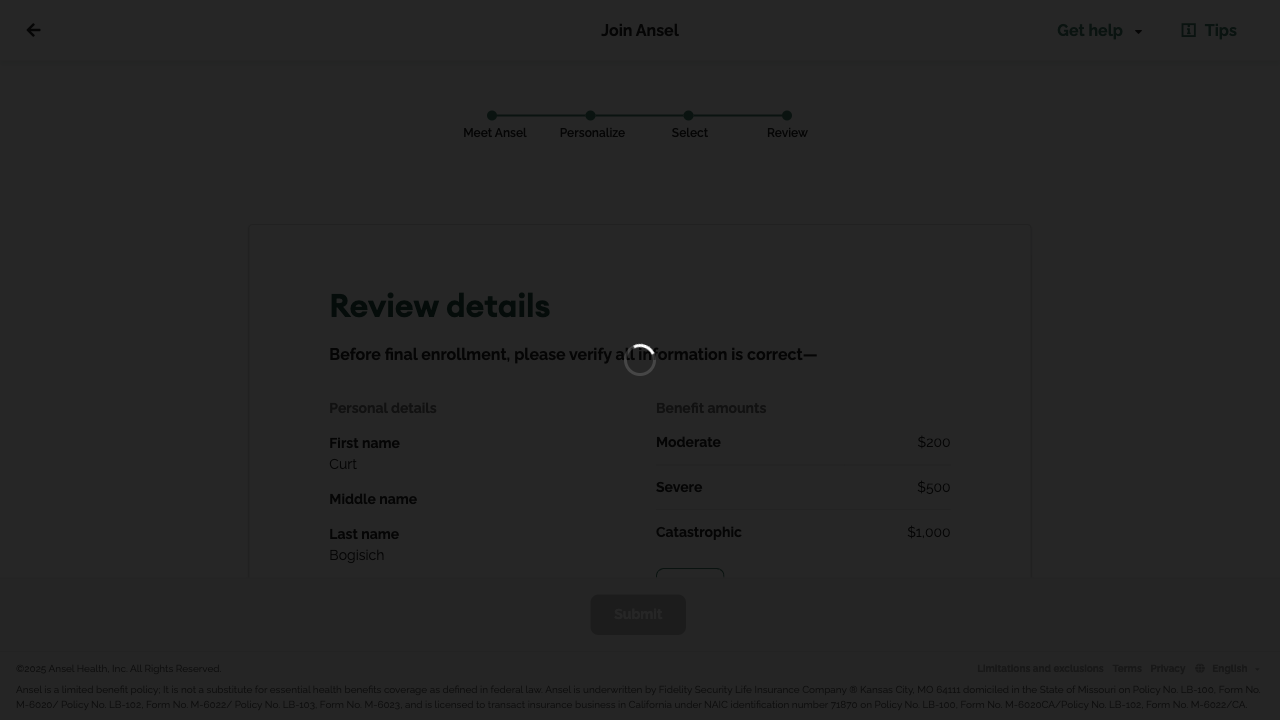 Join Ansel
Get help
Tips
Meet Ansel
Personalize
Select
Review
Review details
Before final enrollment, please verify all information is correct—
Personal details
First name
Curt
Middle name
Last name
Bogisich
Benefit amounts
Moderate $200
Severe $500
Catastrophic $1,000
Submit
©2025 Ansel Health, Inc. All Rights Reserved.
Limitations and exclusions Terms Privacy English
Ansel is a limited benefit policy; it is not a substitute for essential health benefits coverage as defined in federal law. Ansel is underwritten by Fidelity Security Life Insurance Company ® Kansas City, MO 64111 domiciled in the State of Missouri on Policy No. LB-100, Form No.
M-6020/ Policy No. LB-102, Form No. M-6022/ Policy No. LB-103, Form No. M-6023, and is licensed to transact insurance business in California under NAIC identification number 71870 on Policy No. LB-100, Form No. M-6020CA/Policy No. LB-102, Form No. M-6022/CA.